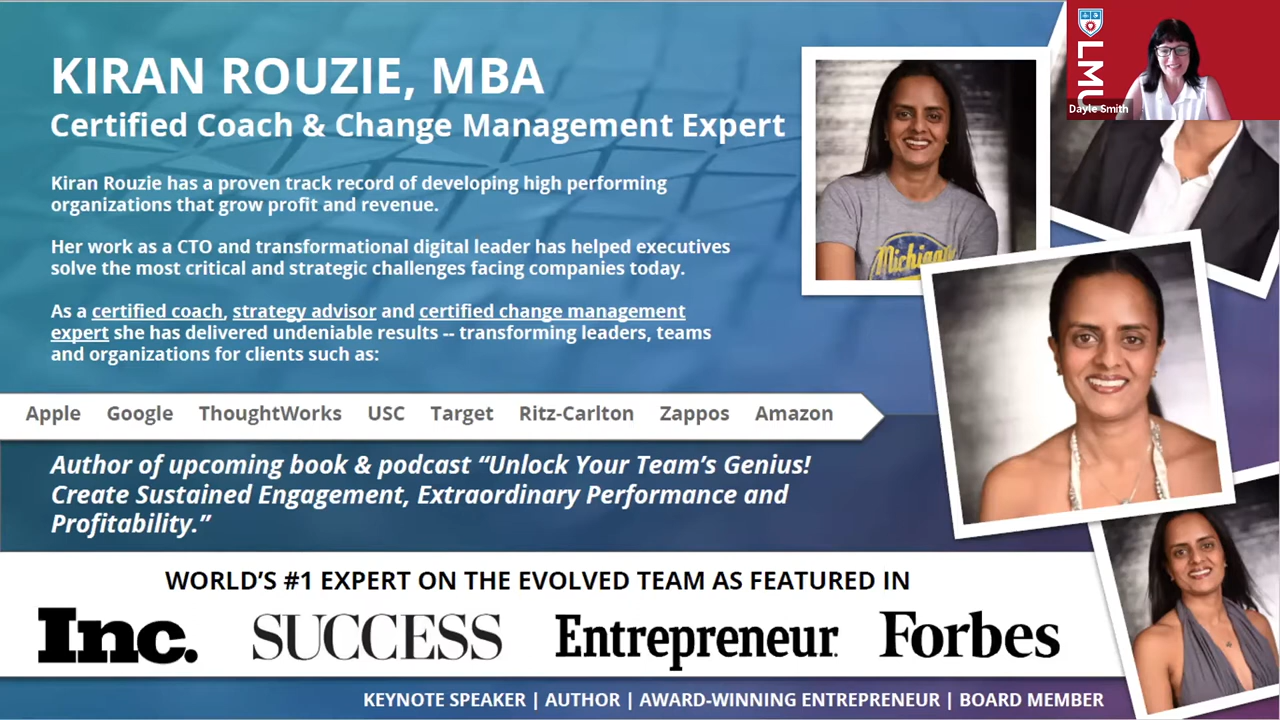 KIRAN ROUZIE, MBA
Certified Coach & Change Management Expert
Kiran Rouzie has a proven track record of developing high performing
organizations that grow profit and revenue.
Her work as a CTO and transformational digital leader has helped executives
solve the most critical and strategic challenges facing companies today.
As a certified coach, strategy advisor and certified change management
expert she has delivered undeniable results -- transforming leaders, teams
and organizations for clients such as:
Apple Google ThoughtWorks USC Target Ritz-Carlton Zappos Amazon
Author of upcoming book & podcast “Unlock Your Team’s Genius!
Create Sustained Engagement, Extraordinary Performance and
Profitability.”
WORLD’S #1 EXPERT ON THE EVOLVED TEAM AS FEATURED IN
Inc. SUCCESS Entrepreneur Forbes
KEYNOTE SPEAKER | AUTHOR | AWARD-WINNING ENTREPRENEUR | BOARD MEMBER
Michigan
LMU
Dayle Smith